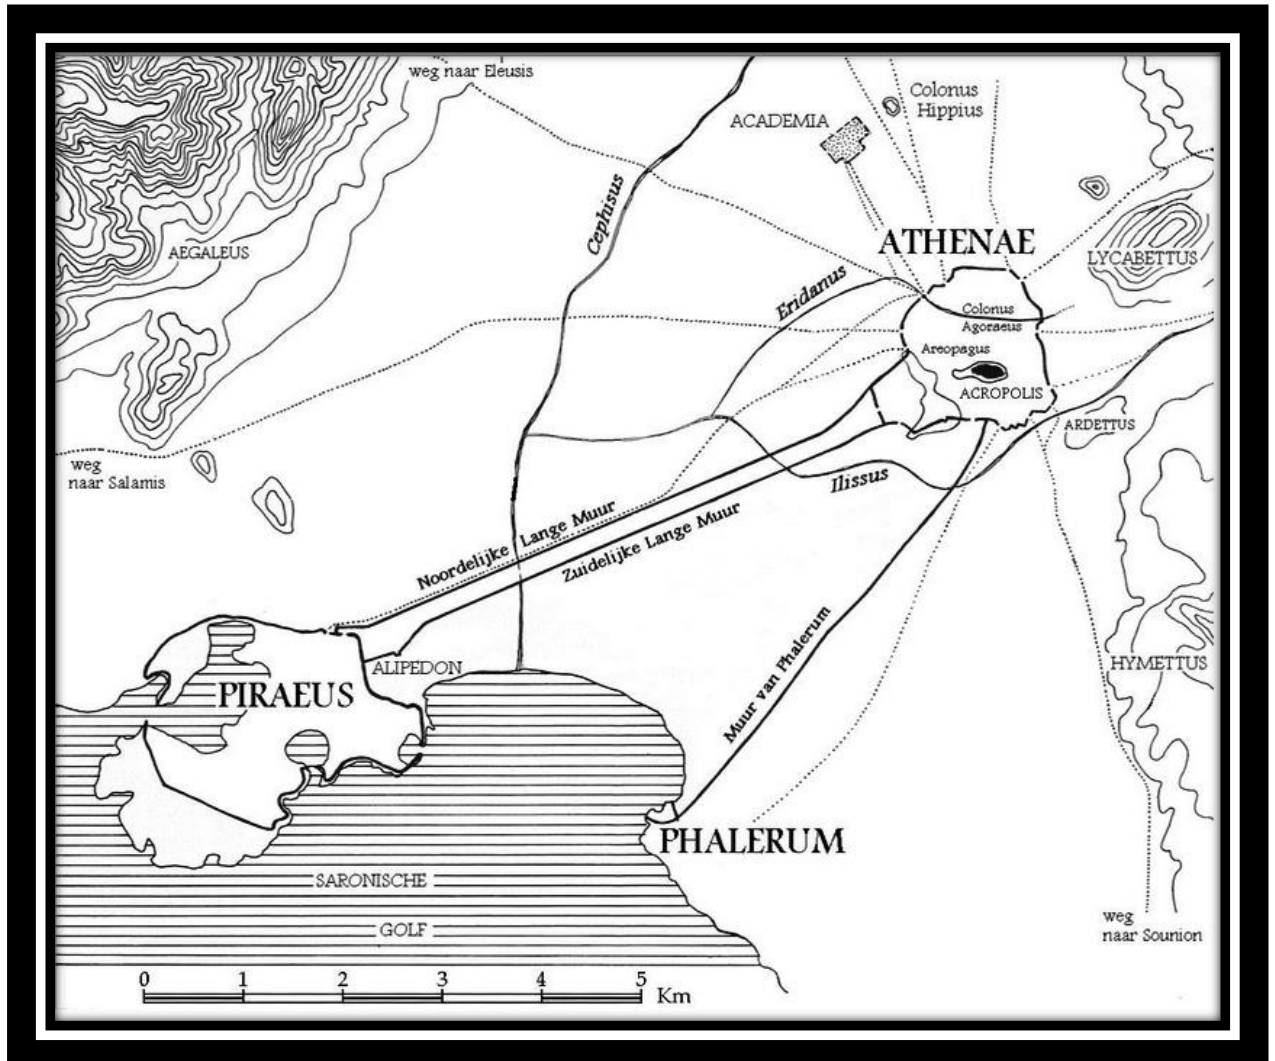 weg naar Eleusis
Colonus
Hippius
ACADEMIA
Cephisus
ATHENAE
AEGALEUS
LYCABETTUS
Eridanus
Colonus
Agoraeus
Areopagus
ACROPOLIS
ARDETTUS
weg
naar Salamis
Ilissus
Noordelijke Lange Muur
Zuidelijke Lange Muur
Muur van Phalerum
HYMETTUS
ALIPEDON
PIRAEUS
PHALERUM
SARONISCHE
GOLF
weg
naar Sounion
0 1 2 3 4 5
Km